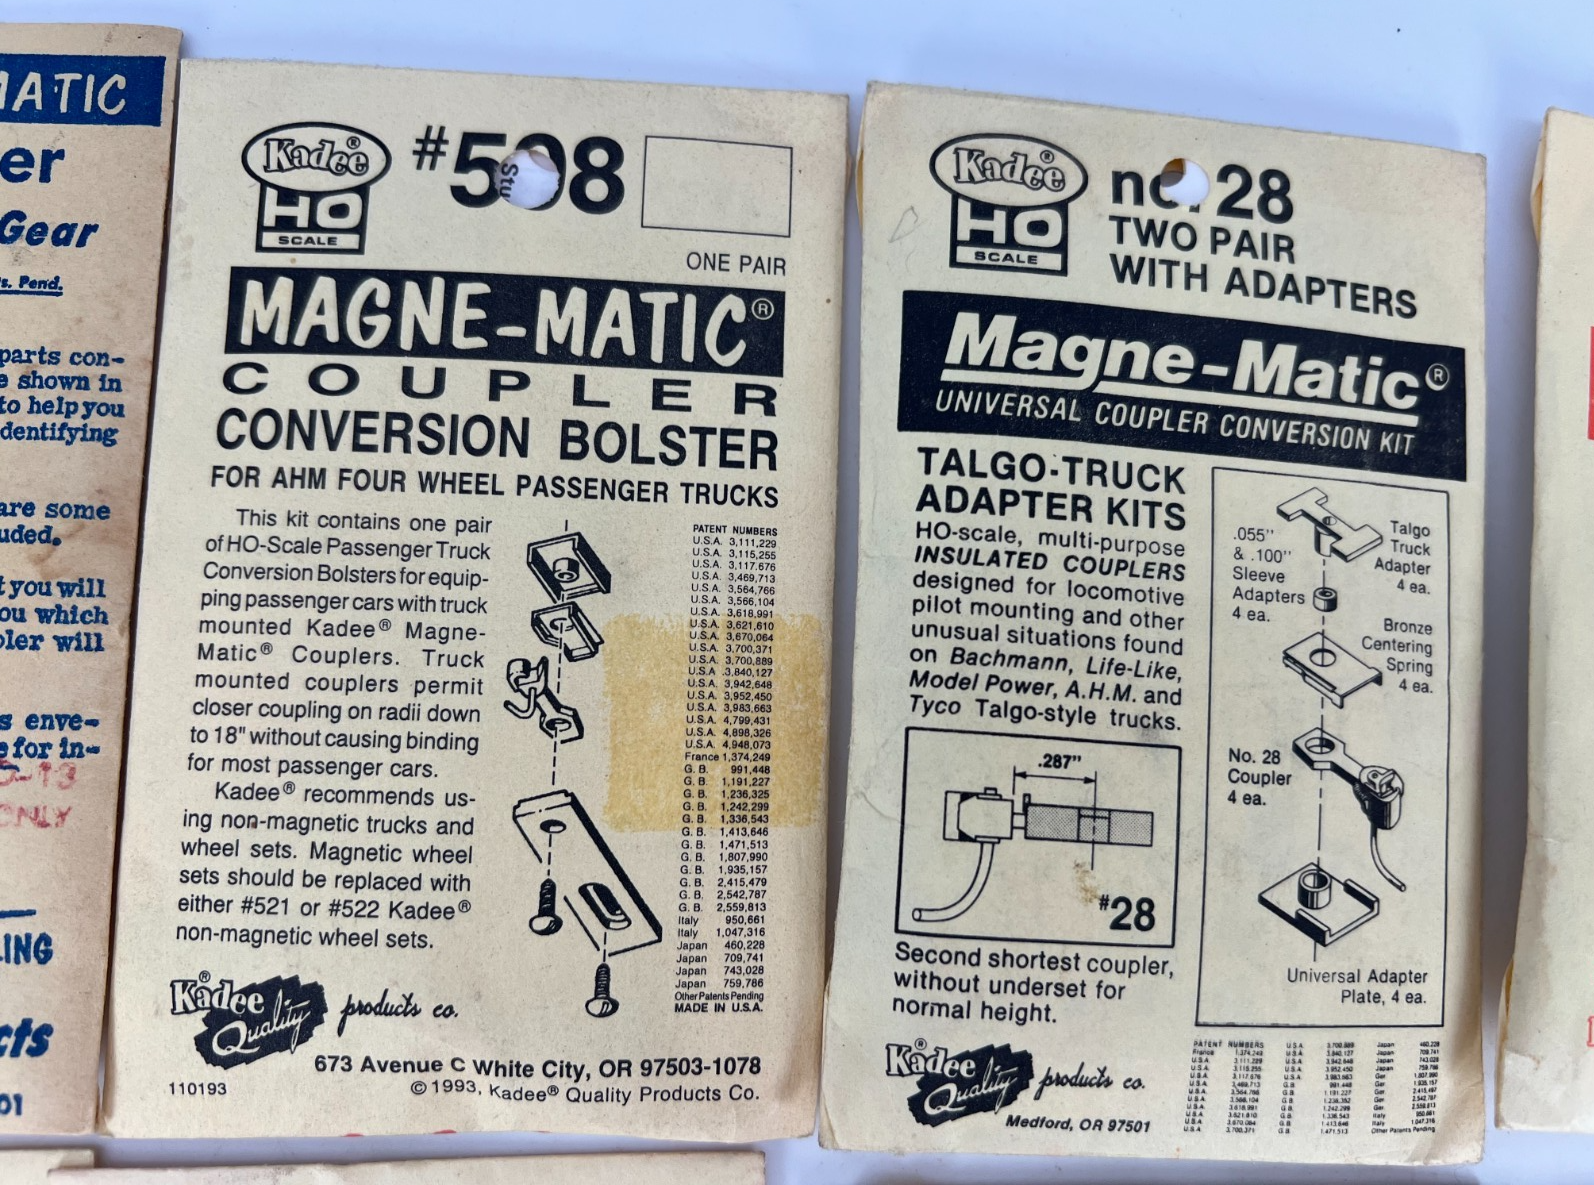 MATIC
er
Gear
s. Pend.
parts con-
e shown in
to help you
dentifying
are some
uded.
t you will
ou which
pler will
s enve-
e for in-
ONLY
LING
cts
01
Kadee®
HO
SCALE
#508
Stu
ONE PAIR
MAGNE-MATIC®
COUPLER
CONVERSION BOLSTER
FOR AHM FOUR WHEEL PASSENGER TRUCKS
This kit contains one pair
of HO-Scale Passenger Truck
Conversion Bolsters for equip-
ping passenger cars with truck
mounted Kadee® Magne-
Matic® Couplers. Truck
mounted couplers permit
closer coupling on radii down
to 18" without causing binding
for most passenger cars.
Kadee® recommends us-
ing non-magnetic trucks and
wheel sets. Magnetic wheel
sets should be replaced with
either #521 or #522 Kadee®
non-magnetic wheel sets.
PATENT NUMBERS
U.S.A. 3,111,229
U.S.A. 3,115,255
U.S.A. 3,117,676
U.S.A. 3,469,713
U.S.A. 3,564,766
U.S.A. 3,566,104
U.S.A. 3,618,991
U.S.A. 3,621,610
U.S.A. 3,670,064
U.S.A. 3,700,371
U.S.A. 3,700,889
U.S.A. 3,840,127
U.S.A. 3,942,648
U.S.A. 3,952,450
U.S.A. 3,983,663
U.S.A. 4,799,431
U.S.A. 4,898,326
U.S.A. 4,948,073
France 1,374,249
G. B. 991,448
G. B. 1,191,227
G. B. 1,236,325
G. B. 1,242,299
G. B. 1,336,543
G. B. 1,413,646
G. B. 1,471,513
G. B. 1,807,990
G. B. 1,935,157
G. B. 2,415,479
G. B. 2,542,787
G. B. 2,559,813
Italy 950,661
Italy 1,047,316
Japan 460,228
Japan 709,741
Japan 743,028
Japan 759,786
Other Patents Pending
MADE IN U.S.A.
Kadee®
Quality products co.
673 Avenue C White City, OR 97503-1078
110193
©1993, Kadee® Quality Products Co.
Kadee®
HO
SCALE
no. 28
TWO PAIR
WITH ADAPTERS
Magne-Matic®
UNIVERSAL COUPLER CONVERSION KIT
TALGO-TRUCK
ADAPTER KITS
HO-scale, multi-purpose
INSULATED COUPLERS
designed for locomotive
pilot mounting and other
unusual situations found
on Bachmann, Life-Like,
Model Power, A.H.M. and
Tyco Talgo-style trucks.
.287"
#28
Second shortest coupler,
without underset for
normal height.
Talgo
Truck
Adapter
4 ea.
.055"
& .100"
Sleeve
Adapters
4 ea.
Bronze
Centering
Spring
4 ea.
No. 28
Coupler
4 ea.
Universal Adapter
Plate, 4 ea.
Kadee®
Quality products co.
Medford, OR 97501
PATENT NUMBERS
Other Patents Pending